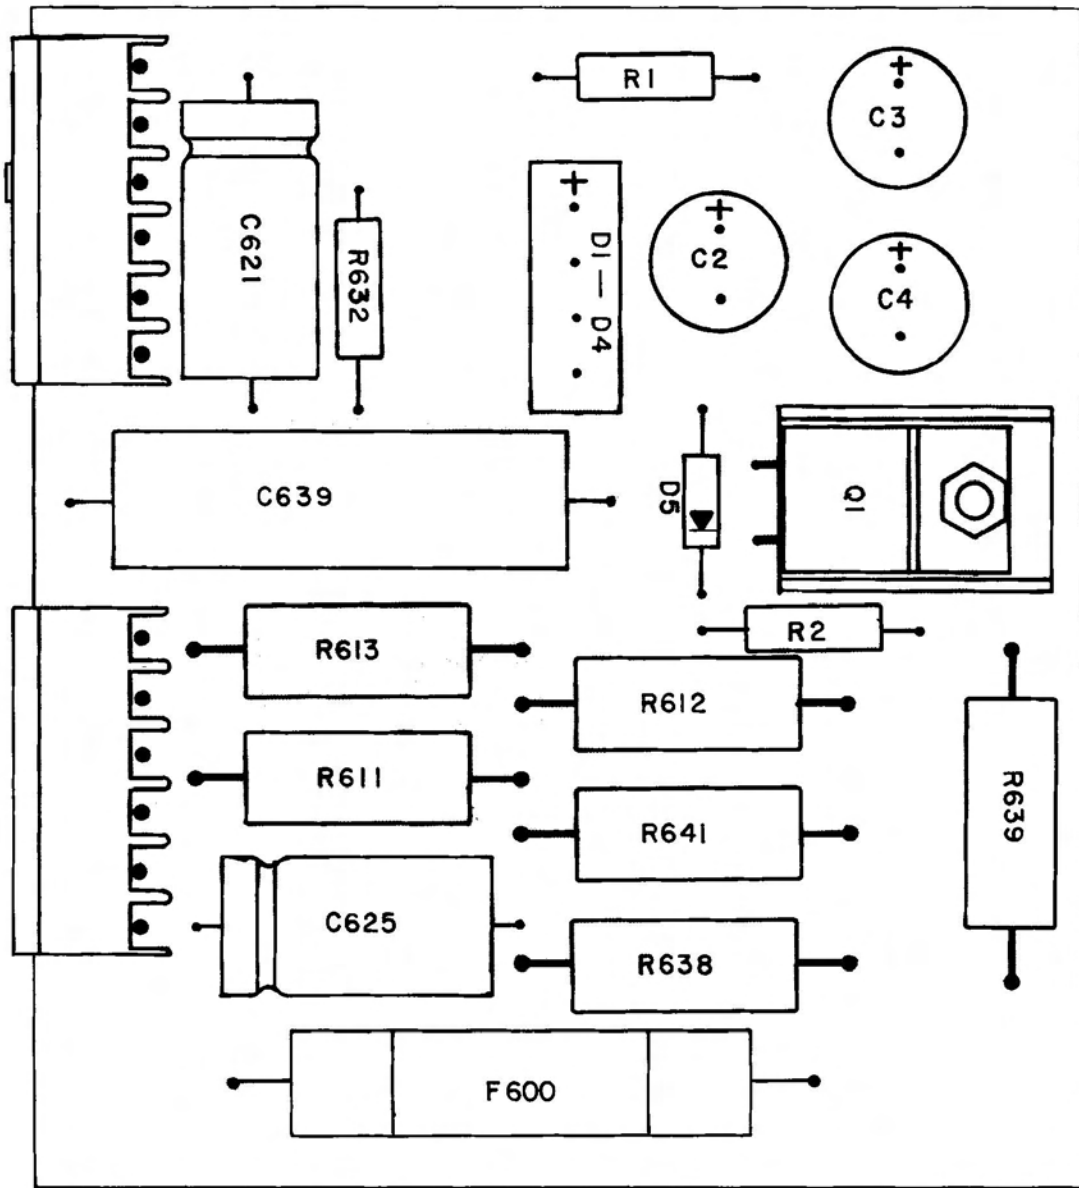 R1
+
C3
C621
R632
+
D1—D4
+
C2
+
C4
C639
D5
Q1
R613
R2
R612
R611
R639
R641
C625
R638
F600